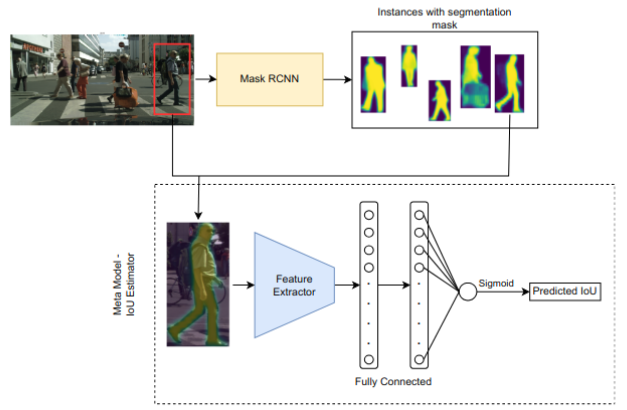 Instances with segmentation
mask
Mask RCNN
Meta Model -
IoU Estimator
Feature
Extractor
Sigmoid
Predicted IoU
Fully Connected